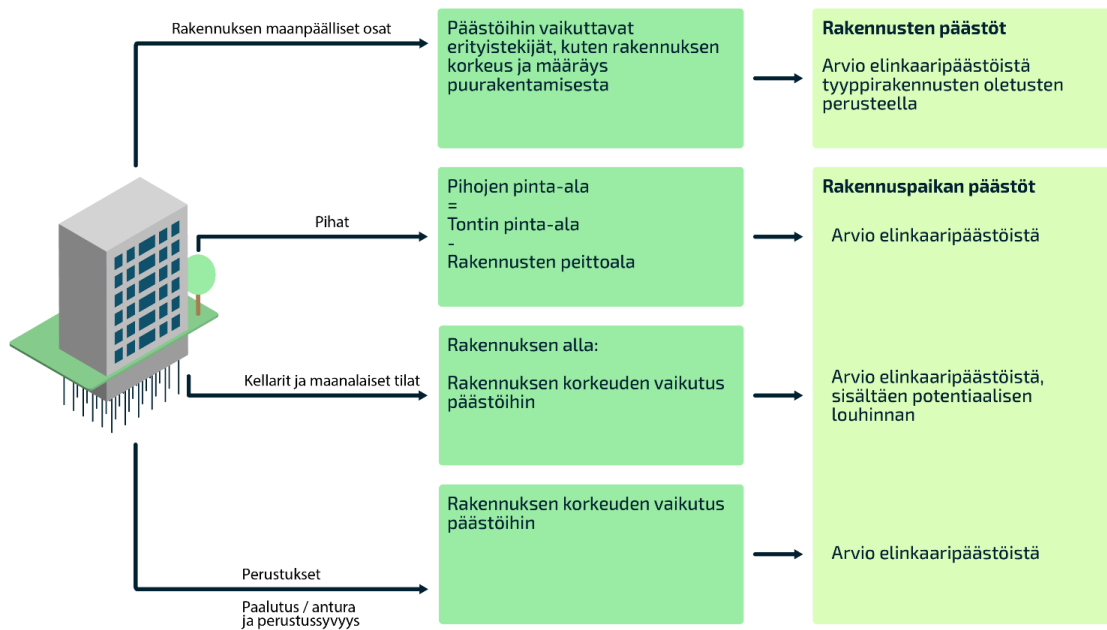 Rakennuksen maanpäälliset osat
Päästöihin vaikuttavat
erityistekijät, kuten rakennuksen
korkeus ja määräys
puurakentamisesta
Rakennusten päästöt
Arvio elinkaaripäästöistä
tyyppirakennusten oletusten
perusteella
Pihat
Pihojen pinta-ala
=
Tontin pinta-ala
-
Rakennusten peittoala
Rakennuspaikan päästöt
Arvio elinkaaripäästöistä
Kellarit ja maanalaiset tilat
Rakennuksen alla:
Rakennuksen korkeuden vaikutus
päästöihin
Arvio elinkaaripäästöistä,
sisältäen potentiaalisen
louhinnan
Perustukset
Paalutus / antura
ja perustussyvyys
Rakennuksen korkeuden vaikutus
päästöihin
Arvio elinkaaripäästöistä